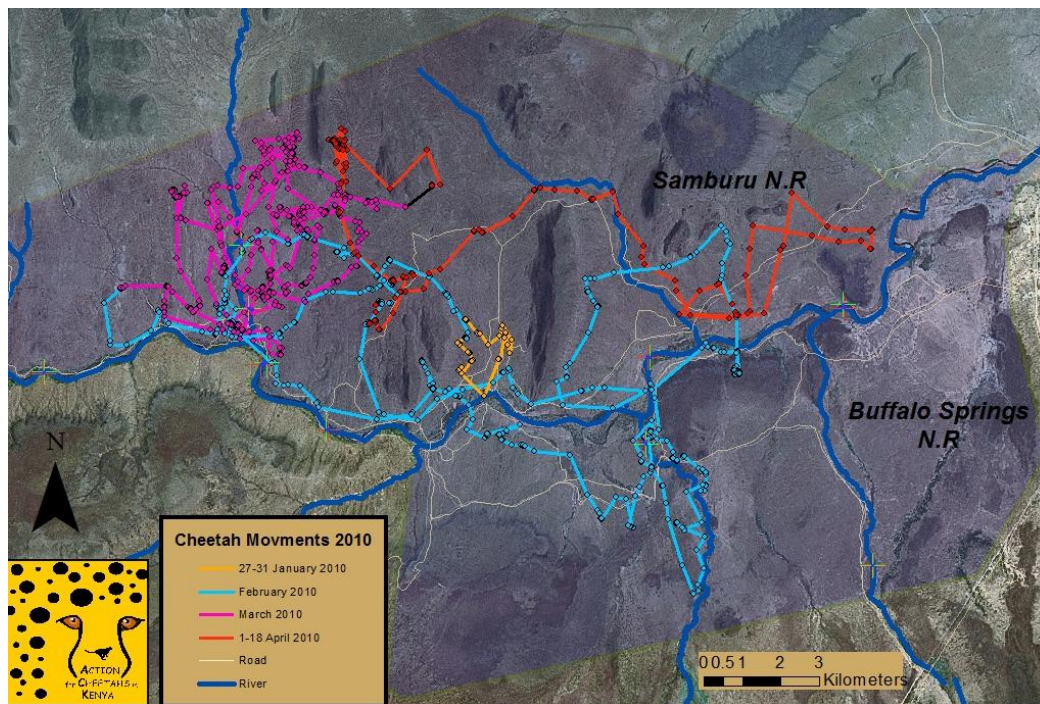 Samburu N.R
Buffalo Springs
N.R
N
Cheetah Movments 2010
27-31 January 2010
February 2010
March 2010
1-18 April 2010
Road
River
ACTION
for CHEETAHS in
KENYA
0 0.5 1 2 3
Kilometers